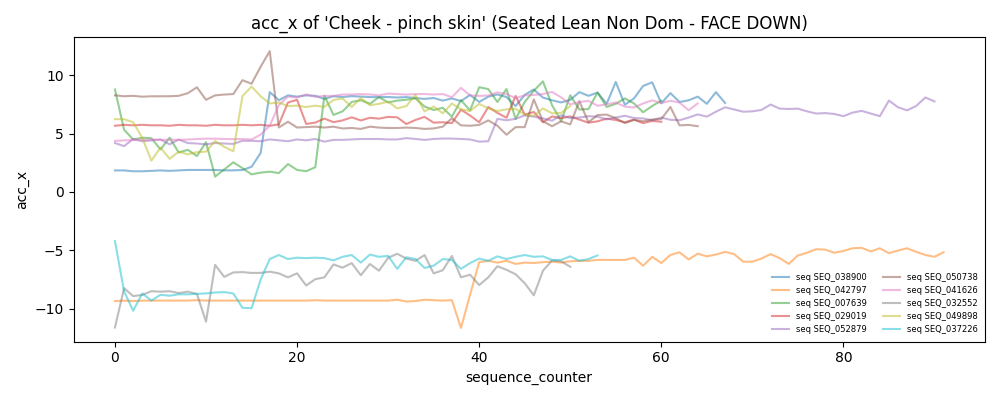 acc_x of 'Cheek - pinch skin' (Seated Lean Non Dom - FACE DOWN)
acc_x
10
5
0
−5
−10
0
20
40
60
80
sequence_counter
seq SEQ_038900
seq SEQ_042797
seq SEQ_007639
seq SEQ_029019
seq SEQ_052879
seq SEQ_050738
seq SEQ_041626
seq SEQ_032552
seq SEQ_049898
seq SEQ_037226